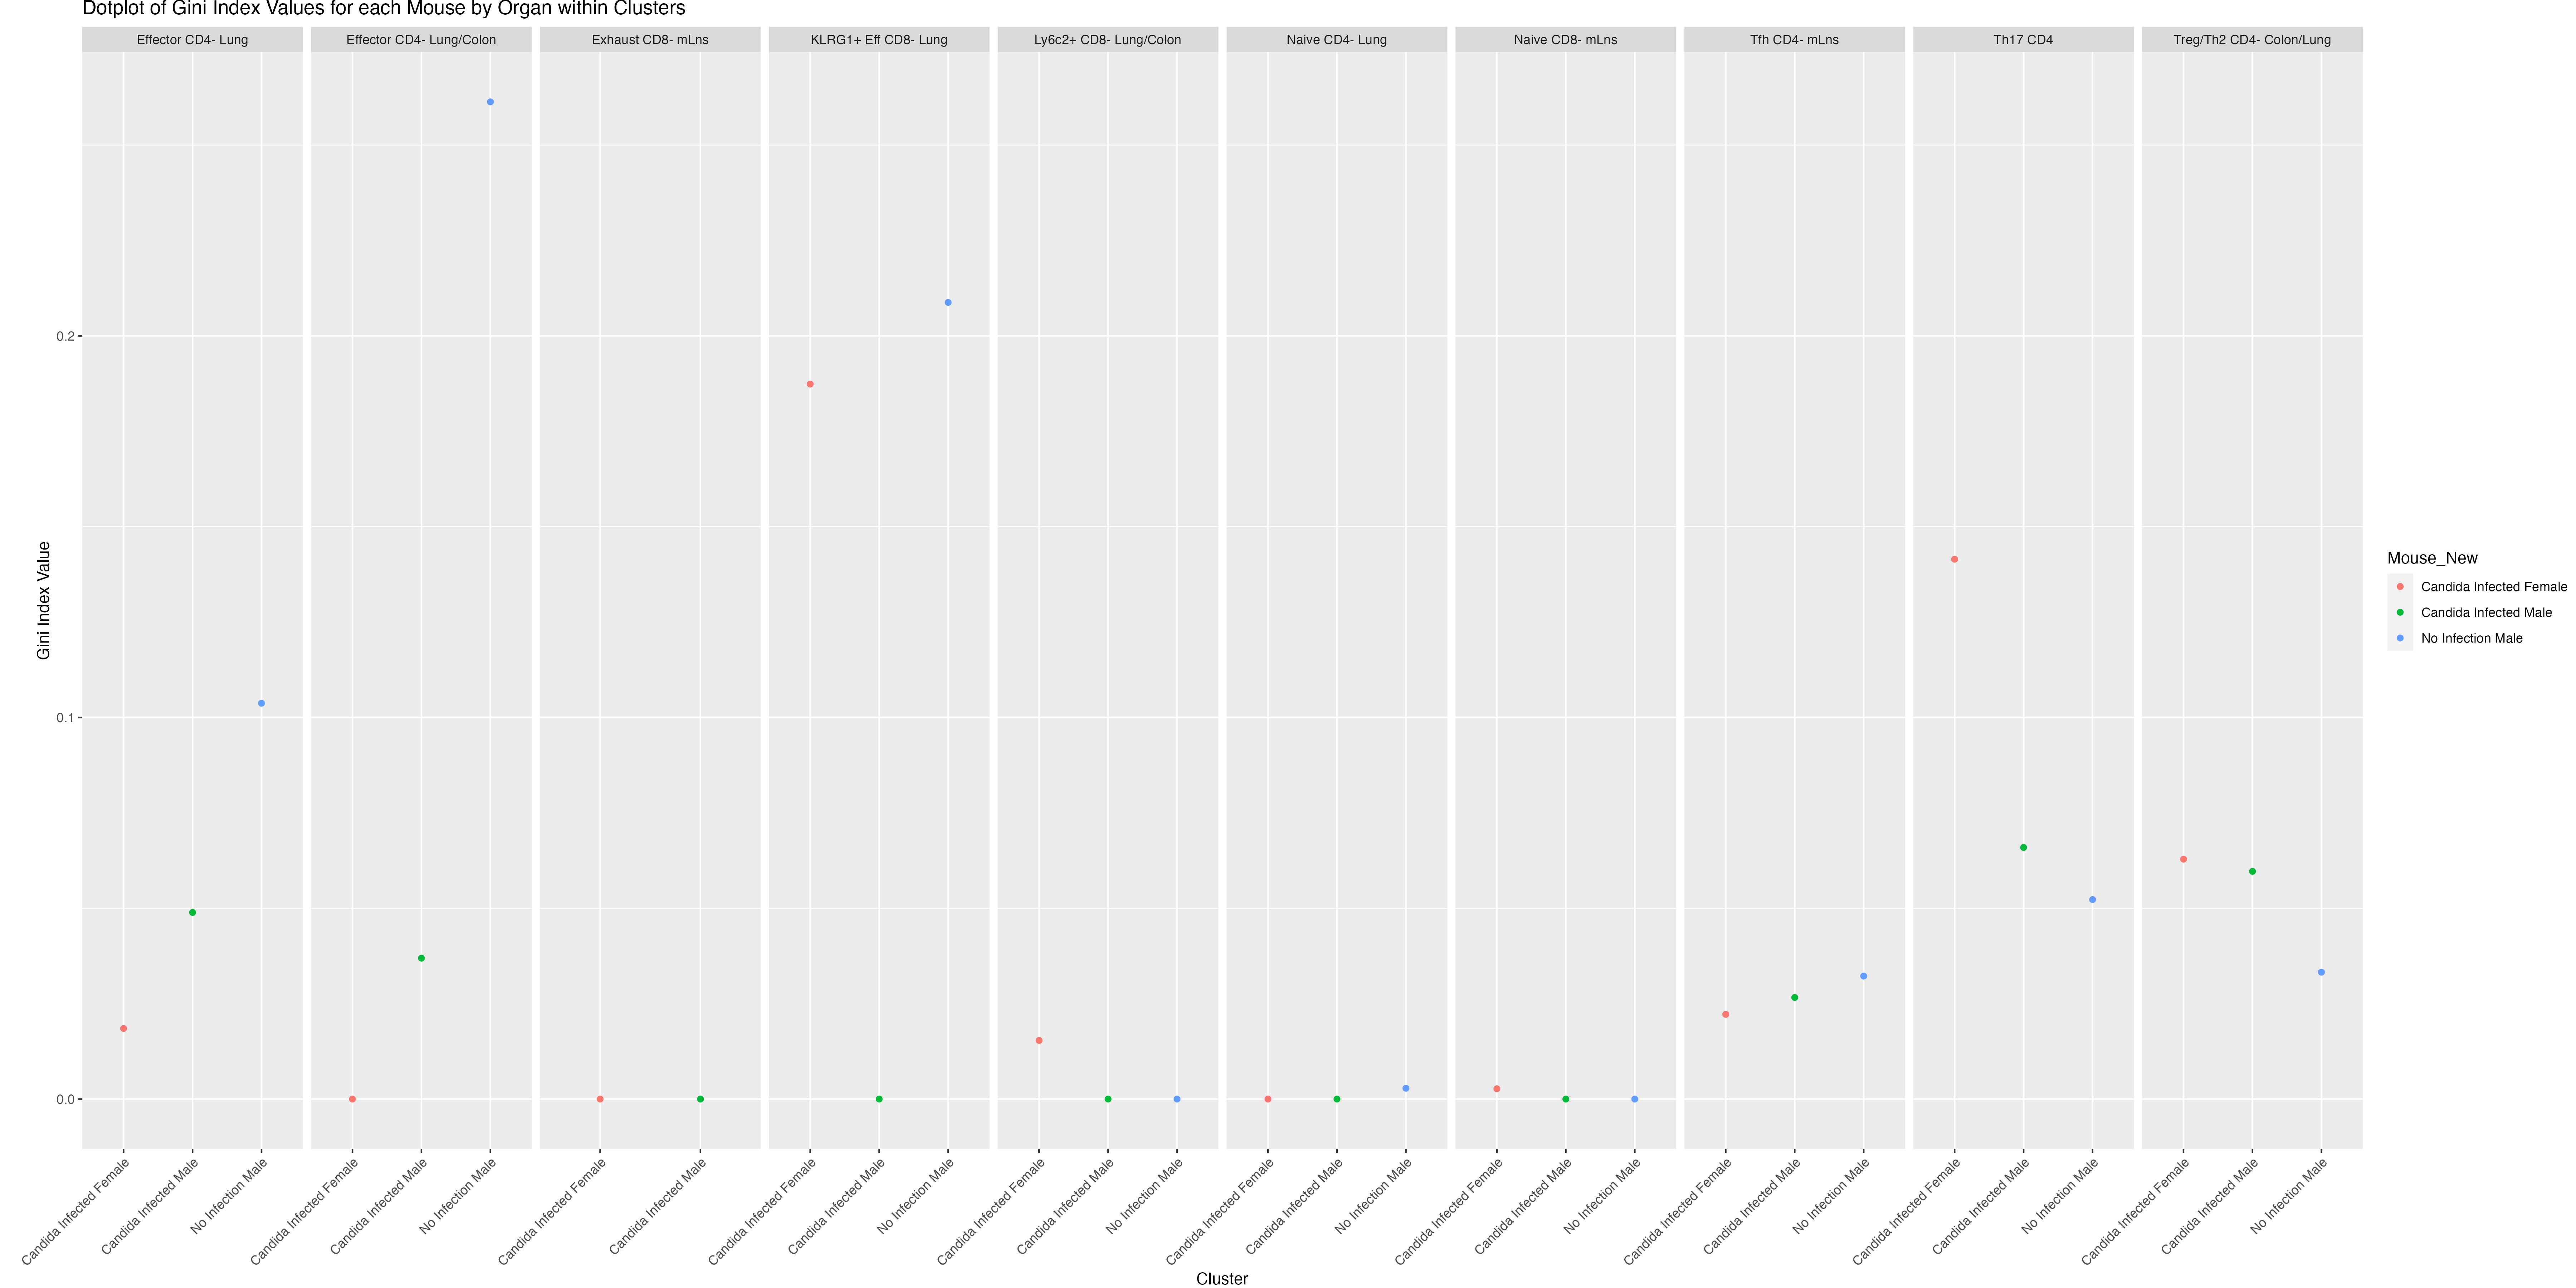 Dotplot of Gini Index Values for each Mouse by Organ within Clusters
Effector CD4- Lung
Effector CD4- Lung/Colon
Exhaust CD8- mLns
KLRG1+ Eff CD8- Lung
Ly6c2+ CD8- Lung/Colon
Naive CD4- Lung
Naive CD8- mLns
Tfh CD4- mLns
Th17 CD4
Treg/Th2 CD4- Colon/Lung
0.2
0.1
0.0
Gini Index Value
Candida Infected Female
Candida Infected Male
No Infection Male
Candida Infected Female
Candida Infected Male
No Infection Male
Candida Infected Female
Candida Infected Male
Candida Infected Female
Candida Infected Male
No Infection Male
Candida Infected Female
Candida Infected Male
No Infection Male
Candida Infected Female
Candida Infected Male
No Infection Male
Candida Infected Female
Candida Infected Male
No Infection Male
Candida Infected Female
Candida Infected Male
No Infection Male
Candida Infected Female
Candida Infected Male
No Infection Male
Candida Infected Female
Candida Infected Male
No Infection Male
Cluster
Mouse_New
Candida Infected Female
Candida Infected Male
No Infection Male